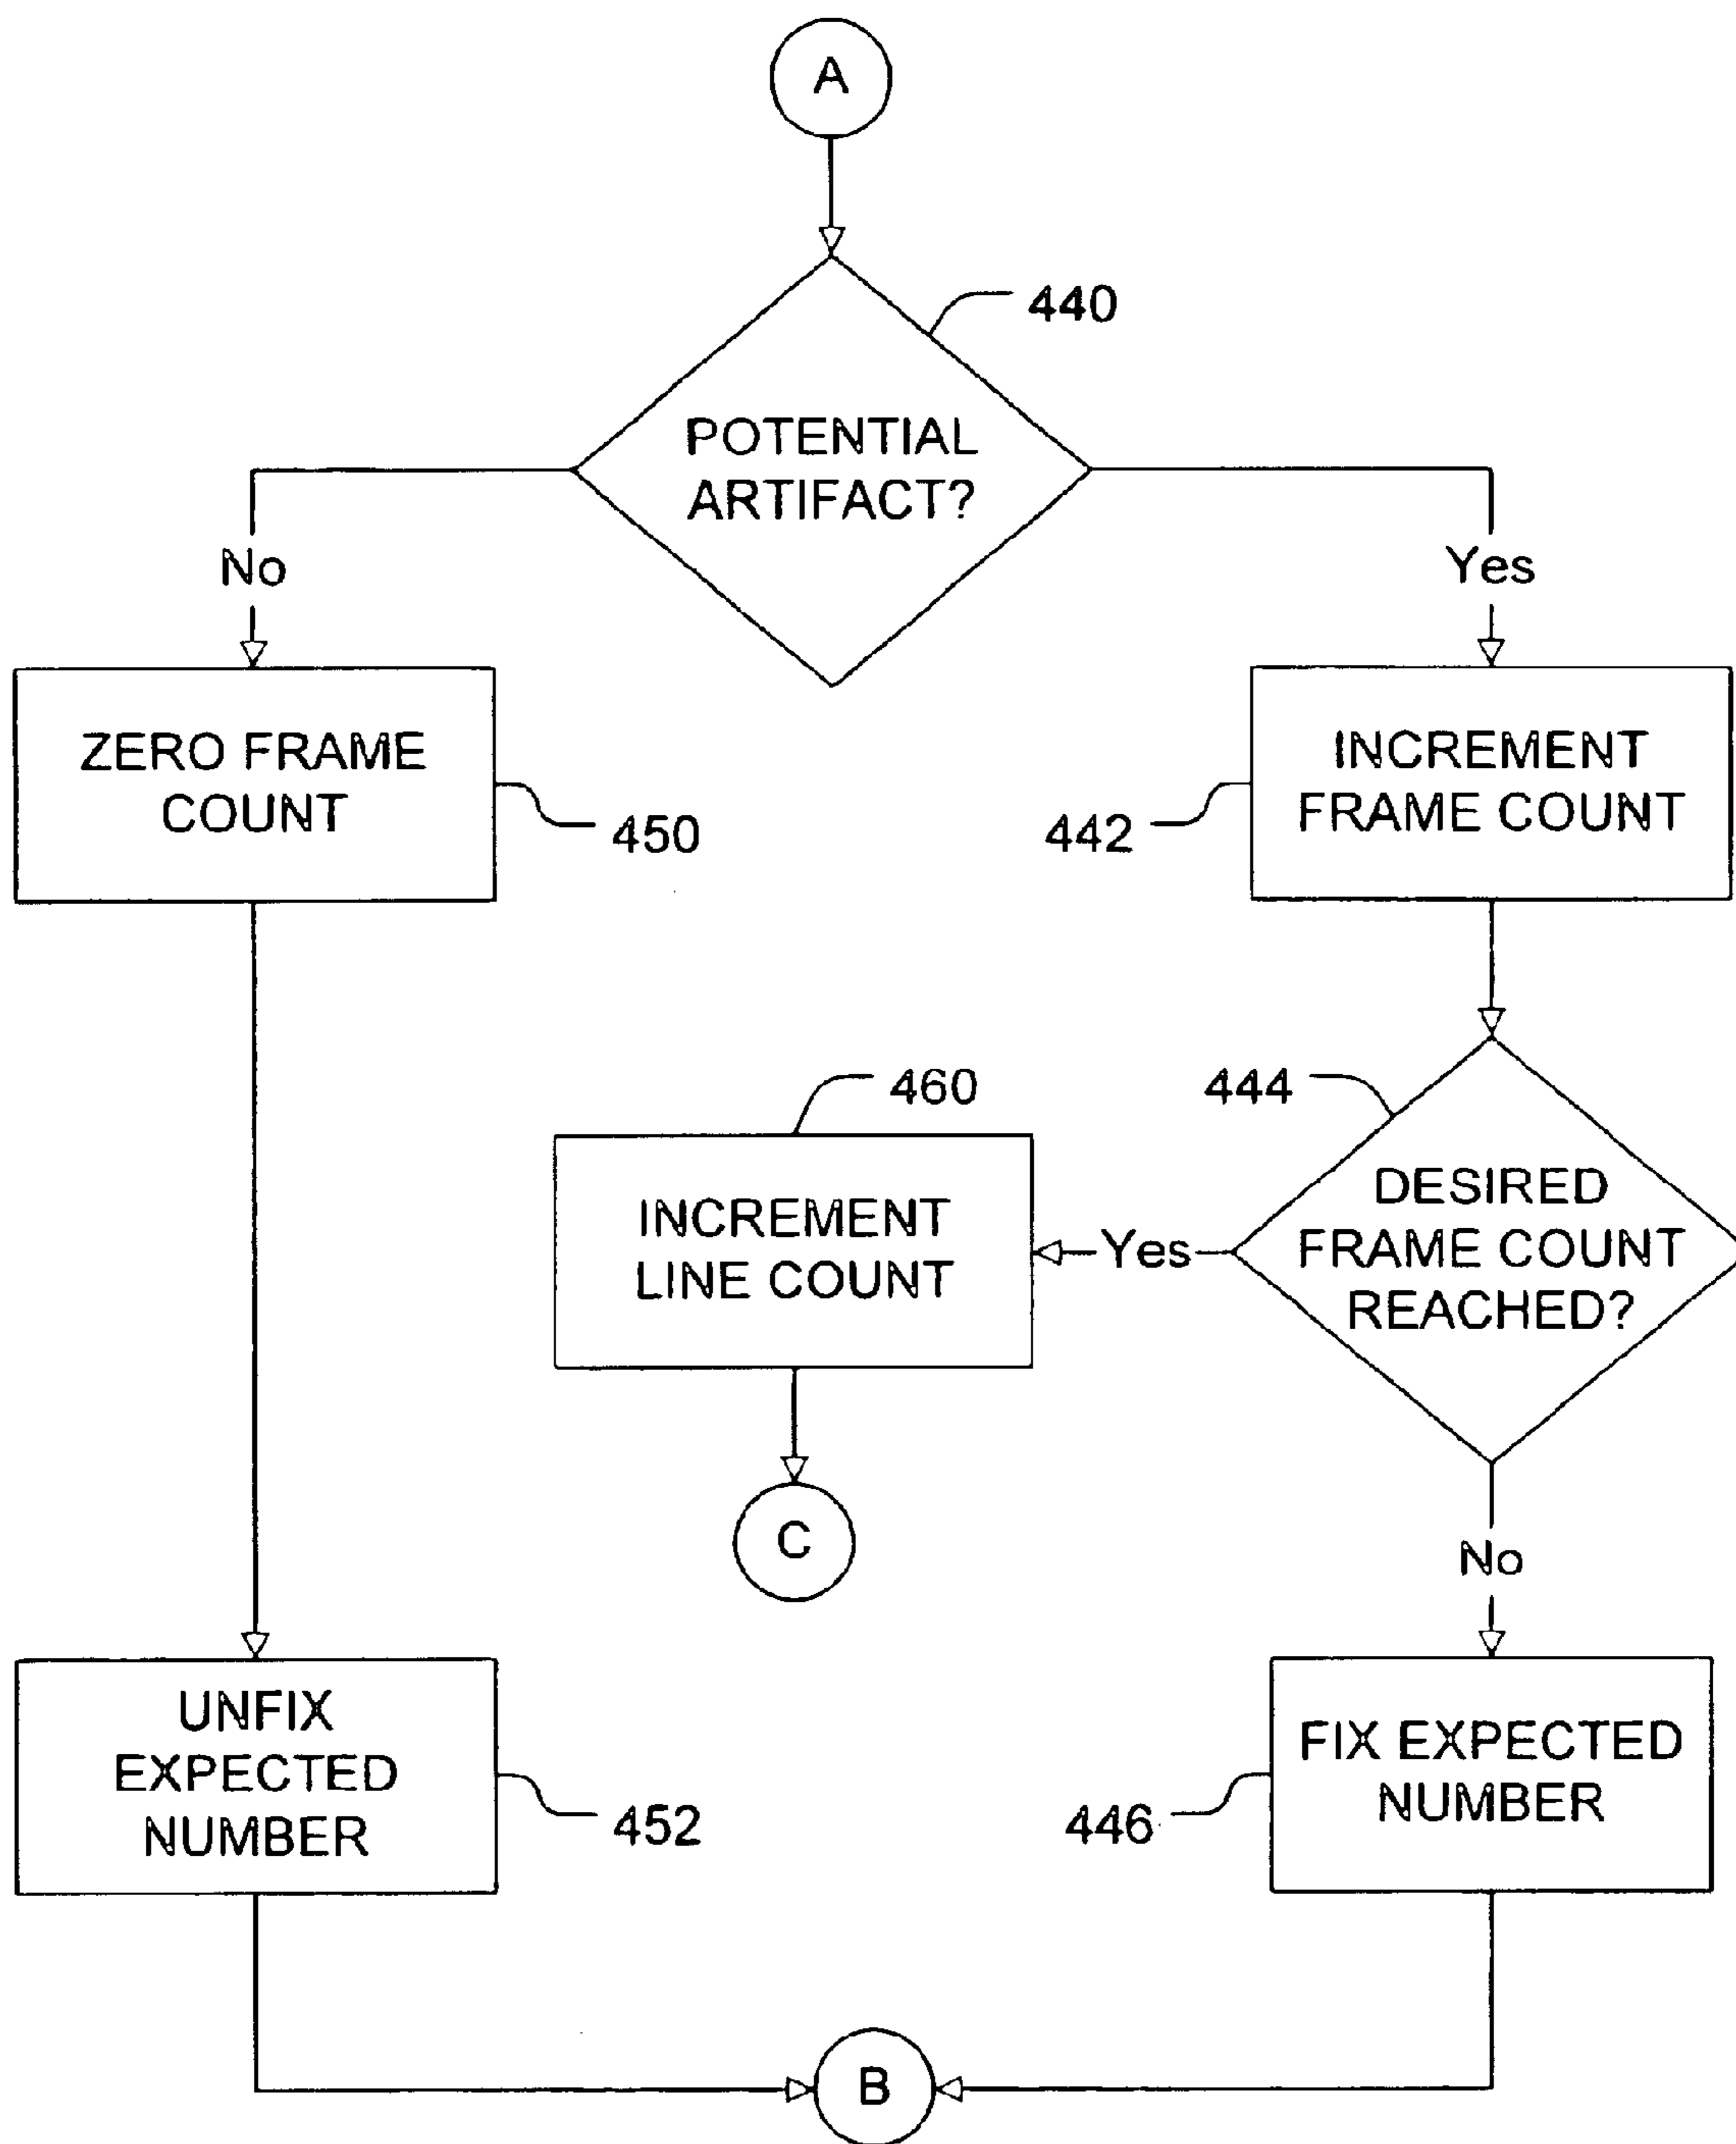 A
440
POTENTIAL
ARTIFACT?
No
Yes
ZERO FRAME
COUNT
450
INCREMENT
FRAME COUNT
442
460
444
INCREMENT
LINE COUNT
Yes
DESIRED
FRAME COUNT
REACHED?
C
No
UNFIX
EXPECTED
NUMBER
452
FIX EXPECTED
NUMBER
446
B